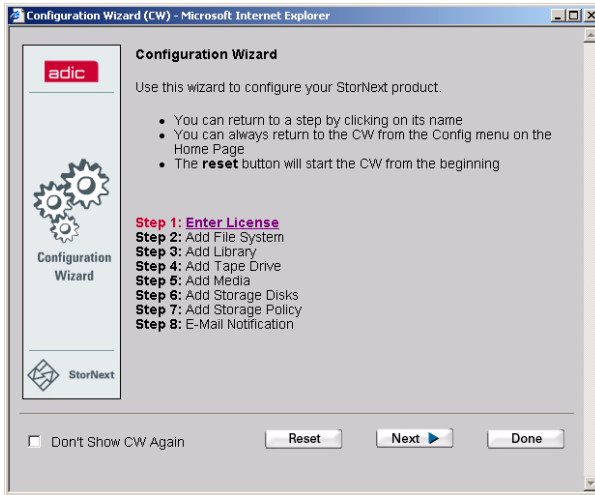 Configuration Wizard (CW) - Microsoft Internet Explorer
adic
Configuration Wizard
StorNext
Configuration Wizard
Use this wizard to configure your StorNext product.
You can return to a step by clicking on its name
You can always return to the CW from the Config menu on the
Home Page
The reset button will start the CW from the beginning
Step 1: Enter License
Step 2: Add File System
Step 3: Add Library
Step 4: Add Tape Drive
Step 5: Add Media
Step 6: Add Storage Disks
Step 7: Add Storage Policy
Step 8: E-Mail Notification
Don't Show CW Again
Reset
Next
Done